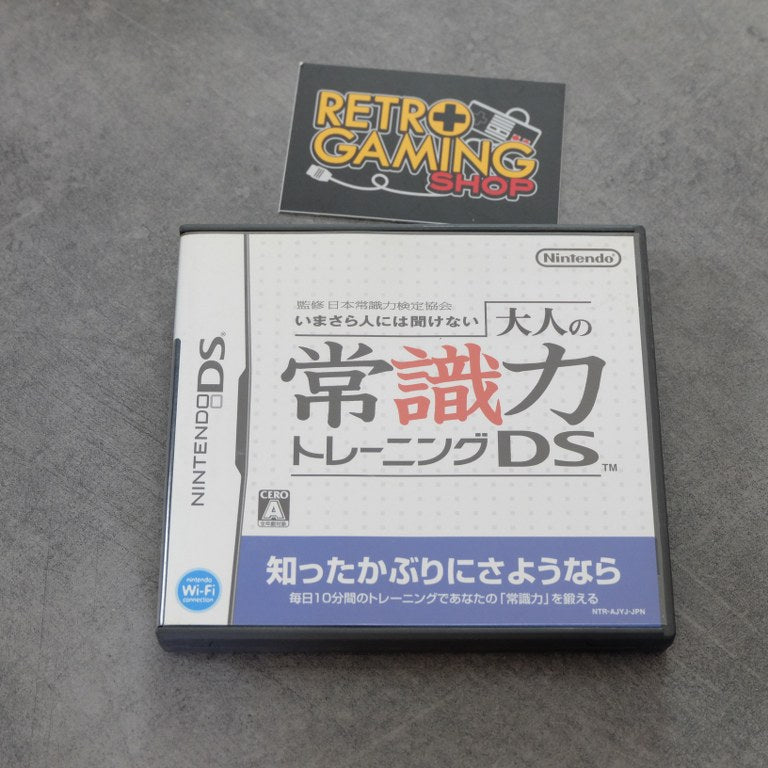 RETRO
GAMING
SHOP
Nintendo
監修 日本常識力検定協会
いまさら人には聞けない
大人の
常識力
トレーニングDS™
NINTENDO DS®
CERO
A
全年齢対象
nintendo
Wi-Fi
connection
知ったかぶりにさようなら
毎日10分間のトレーニングであなたの「常識力」を鍛える
NTR-AJYJ-JPN